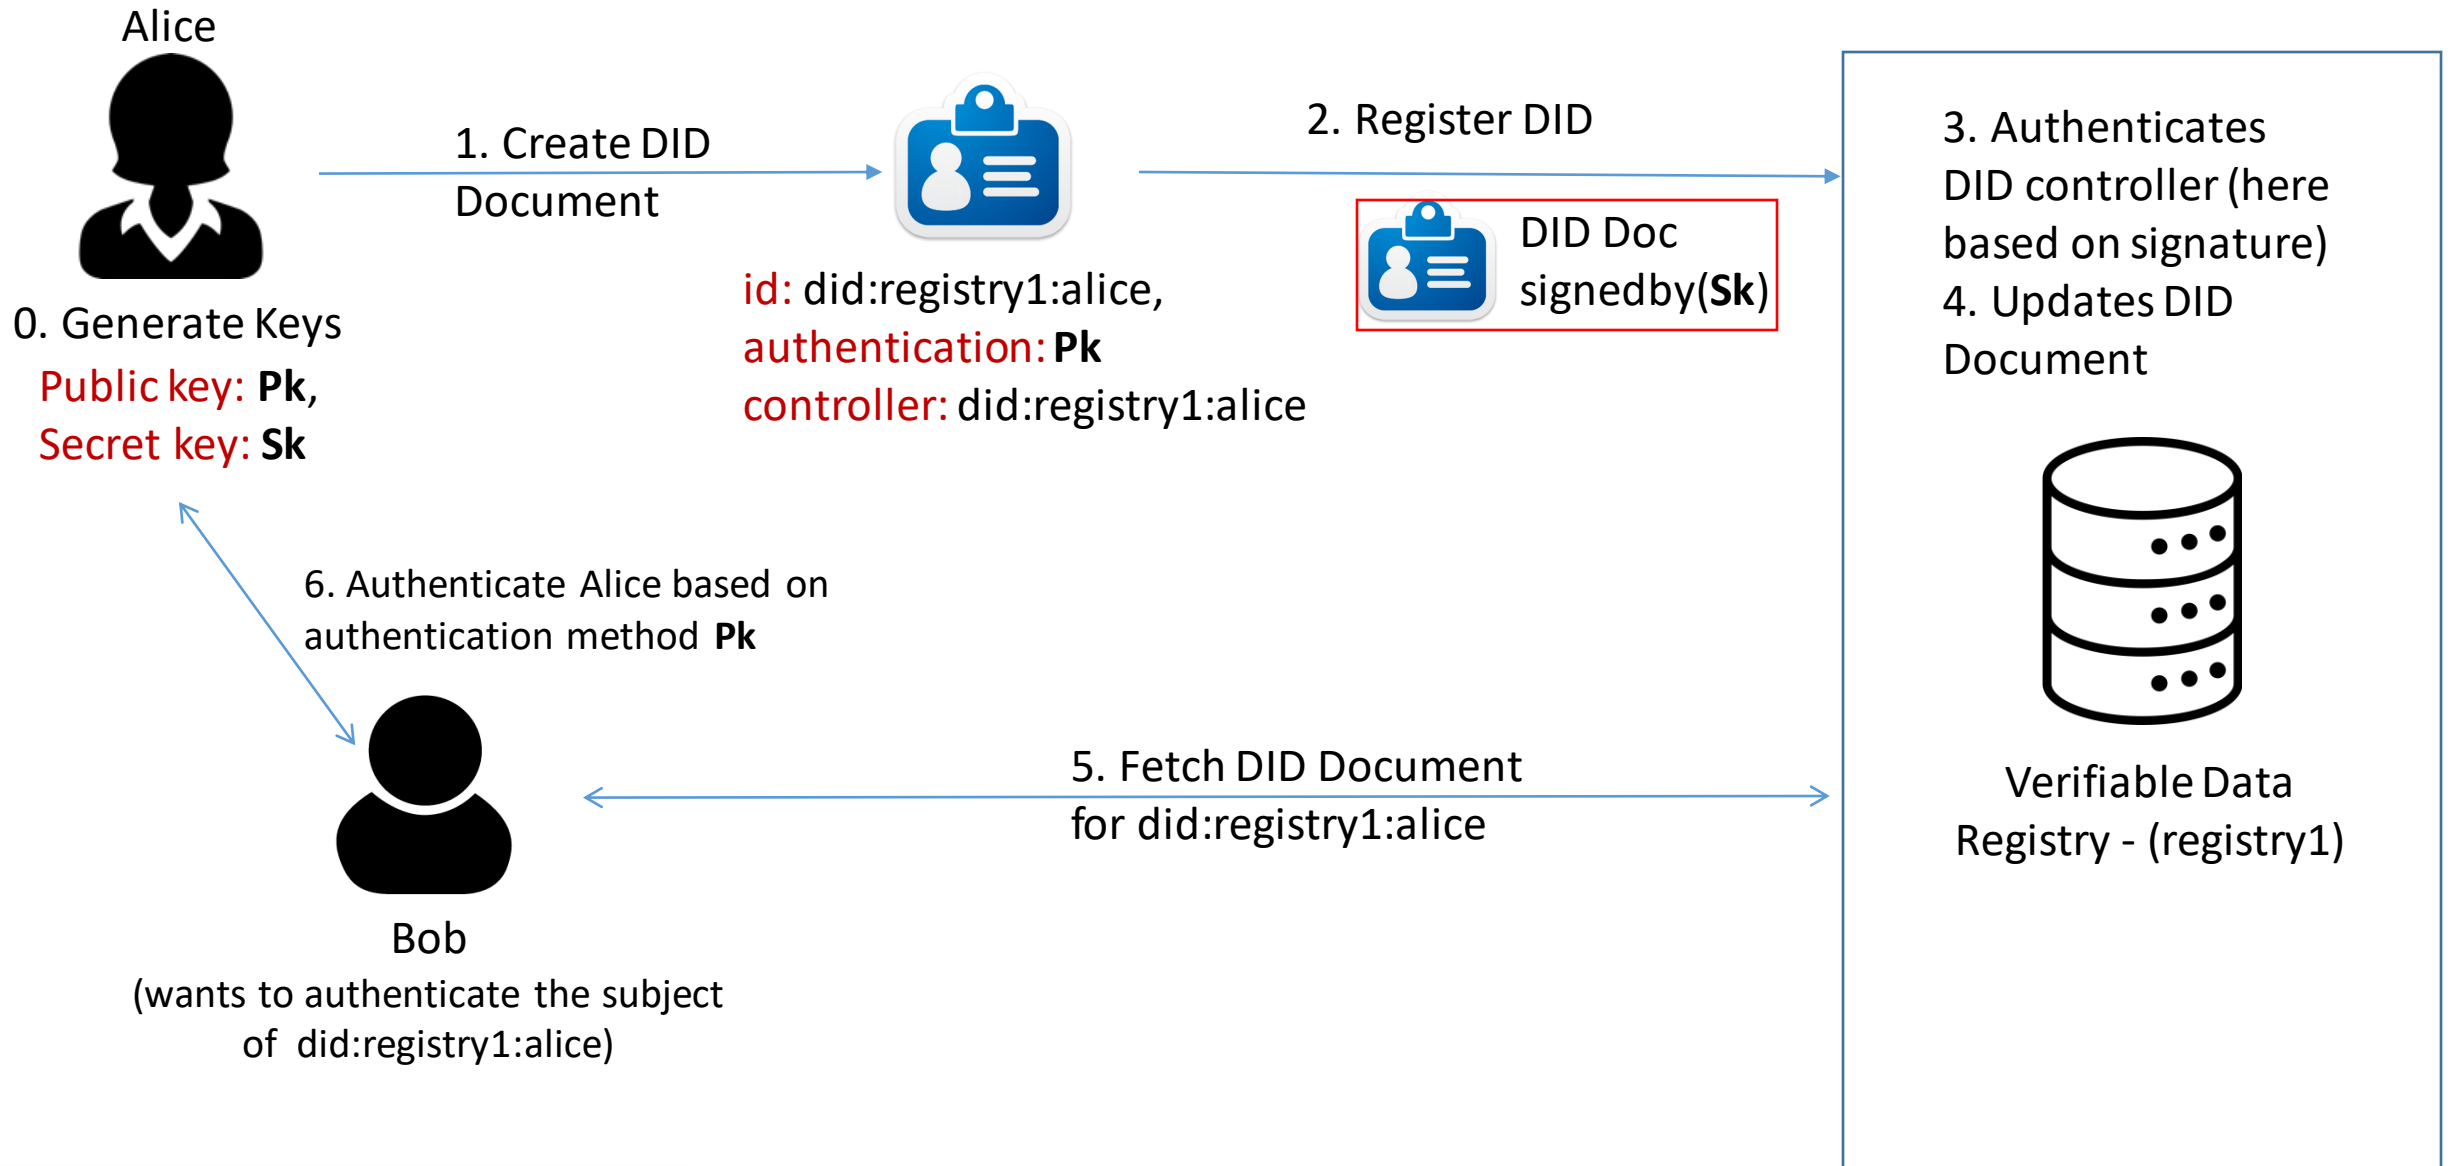 Alice
0. Generate Keys
Public key: Pk,
Secret key: Sk
1. Create DID
Document
id: did:registry1:alice,
authentication: Pk
controller: did:registry1:alice
2. Register DID
DID Doc
signedby(Sk)
3. Authenticates
DID controller (here
based on signature)
4. Updates DID
Document
Verifiable Data
Registry - (registry1)
5. Fetch DID Document
for did:registry1:alice
6. Authenticate Alice based on
authentication method Pk
Bob
(wants to authenticate the subject
of did:registry1:alice)